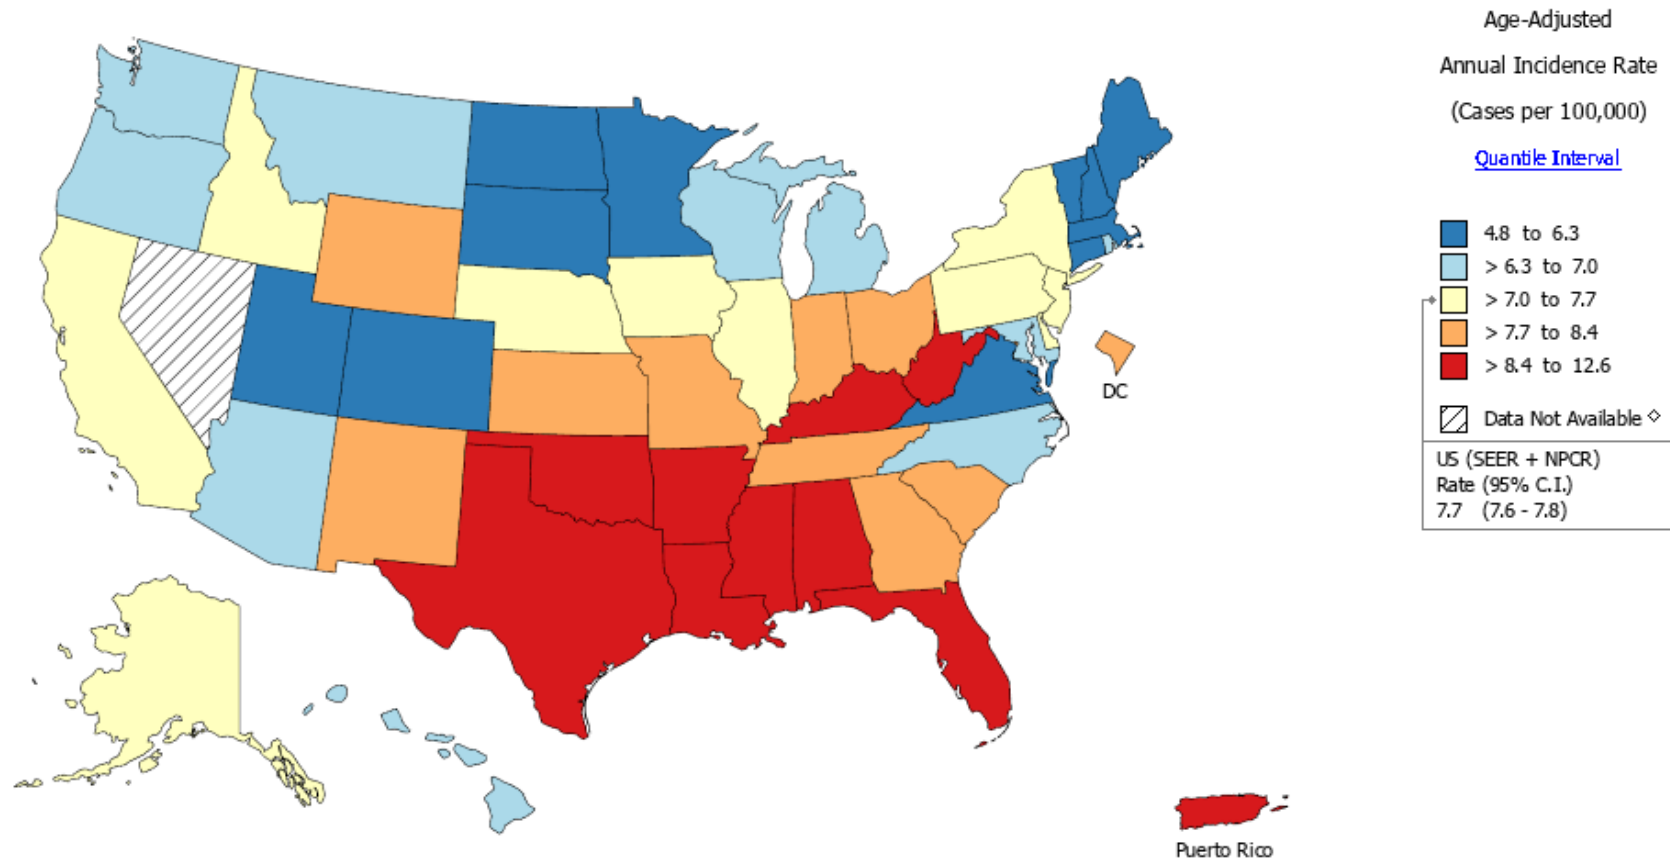 Age-Adjusted
Annual Incidence Rate
(Cases per 100,000)
Quantile Interval
4.8 to 6.3
> 6.3 to 7.0
> 7.0 to 7.7
> 7.7 to 8.4
> 8.4 to 12.6
Data Not Available ◇
US (SEER + NPCR)
Rate (95% C.I.)
7.7 (7.6 - 7.8)
DC
Puerto Rico